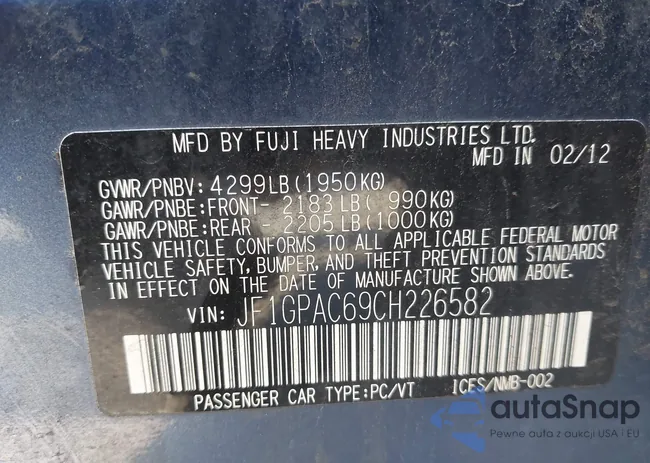 MFD BY FUJI HEAVY INDUSTRIES LTD.
MFD IN 02/12
GVWR/PNBV: 4299LB(1950KG)
GAWR/PNBE:FRONT- 2183LB( 990KG)
GAWR/PNBE:REAR - 2205LB(1000KG)
THIS VEHICLE CONFORMS TO ALL APPLICABLE FEDERAL MOTOR
VEHICLE SAFETY, BUMPER, AND THEFT PREVENTION STANDARDS
IN EFFECT ON THE DATE OF MANUFACTURE SHOWN ABOVE.
VIN: JF1GPAC69CH226582
PASSENGER CAR TYPE:PC/VT ICES/NMB-002
autaSnap
Pewne auta z aukcji USA i EU